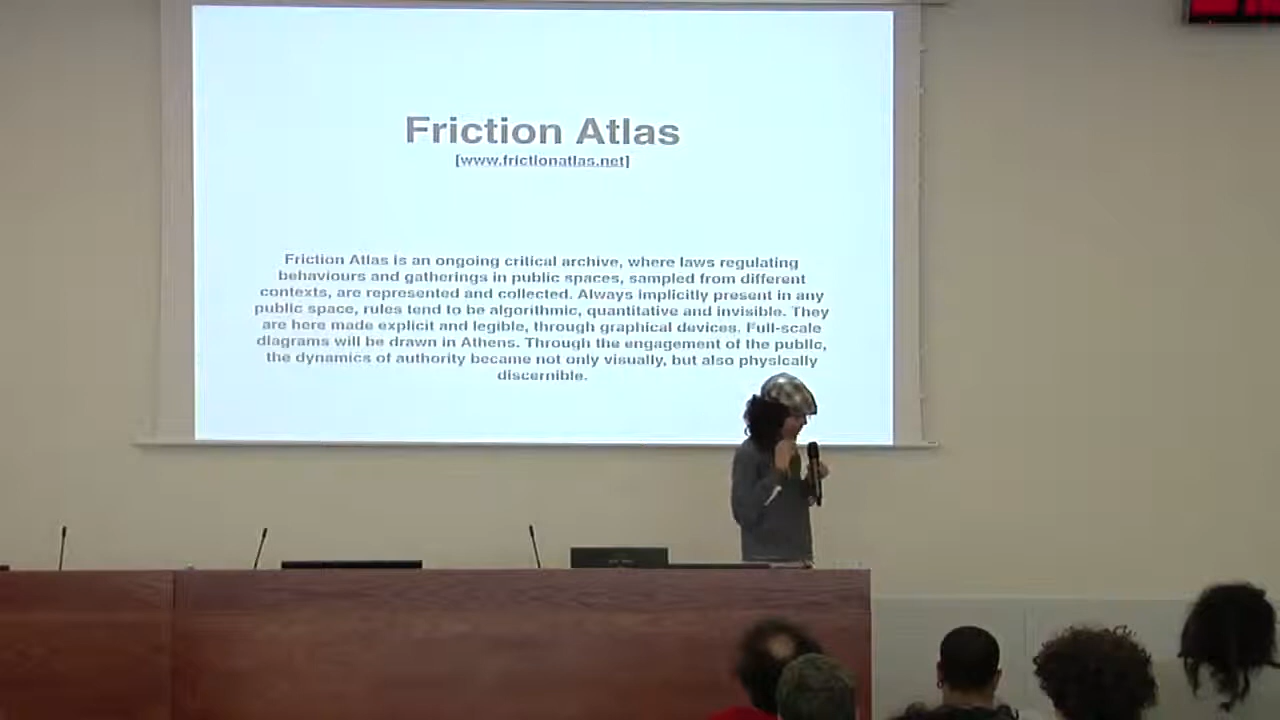 Friction Atlas
[www.frictionatlas.net]
Friction Atlas is an ongoing critical archive, where laws regulating
behaviours and gatherings in public spaces, sampled from different
contexts, are represented and collected. Always implicitly present in any
public space, rules tend to be algorithmic, quantitative and invisible. They
are here made explicit and legible, through graphical devices. Full-scale
diagrams will be drawn in Athens. Through the engagement of the public,
the dynamics of authority became not only visually, but also physically
discernible.